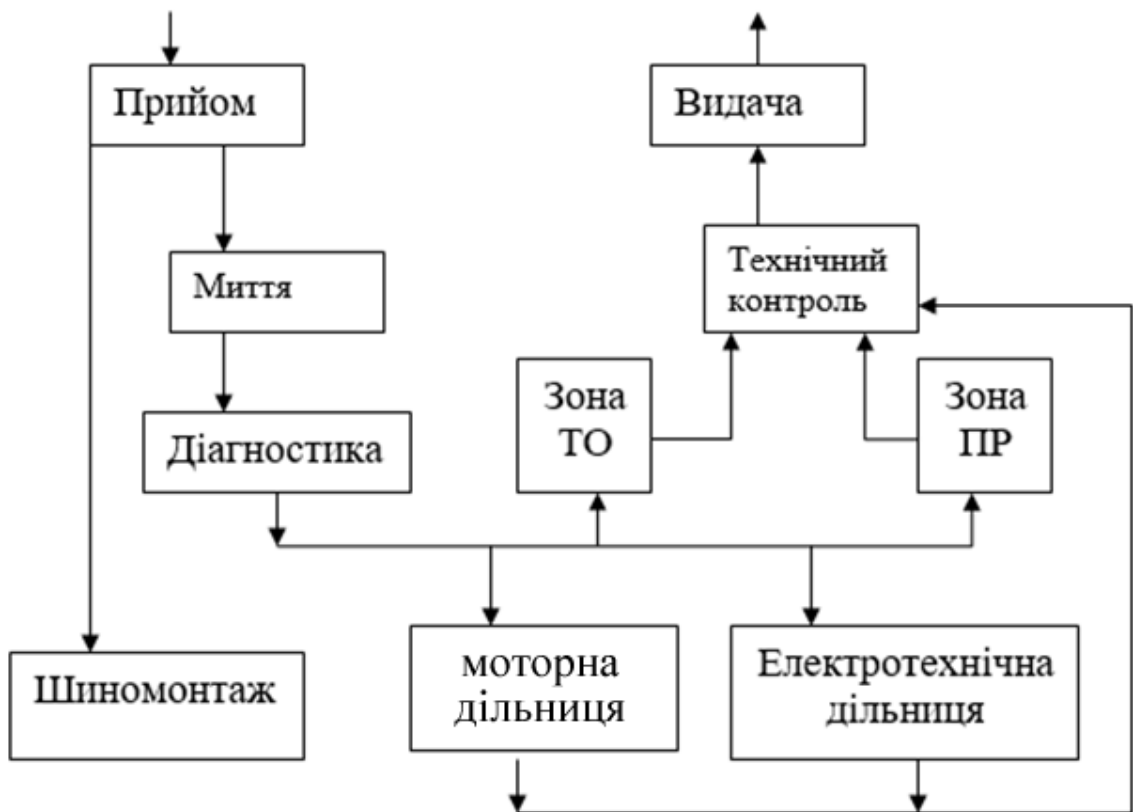 Прийом
Видача
Миття
Технічний
контроль
Діагностика
Зона
ТО
Зона
ПР
Шиномонтаж
моторна
дільниця
Електротехнічна
дільниця